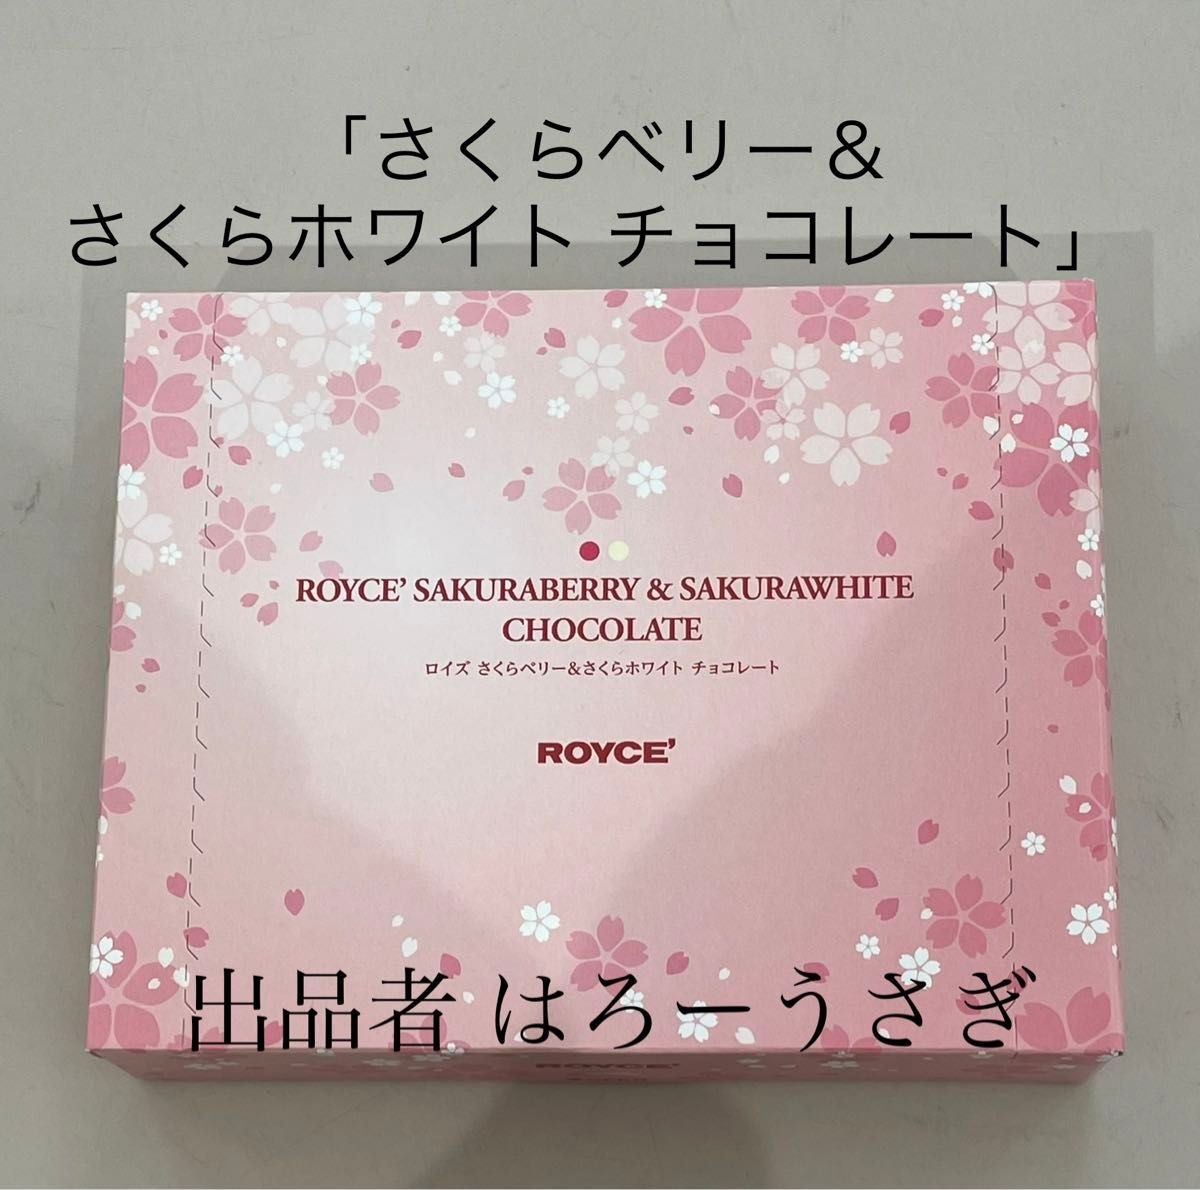 「さくらベリー＆
さくらホワイト チョコレート」
ROYCE’ SAKURABERRY & SAKURAWHITE
CHOCOLATE
ロイズ さくらベリー&さくらホワイト チョコレート
ROYCE’
出品者 はろーうさぎ
ROYCE’